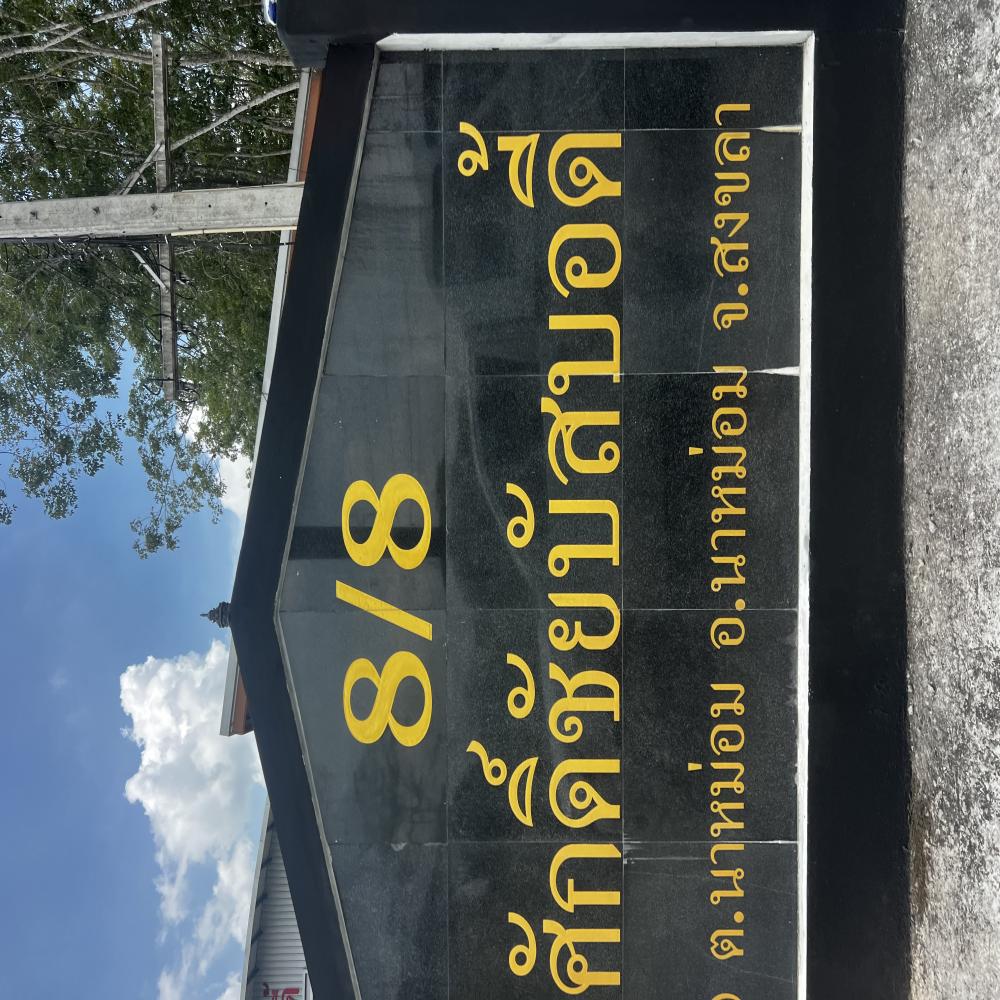 8/8
ศักดิ์ชัยบัสบอดี้
ต.นาหม่อม อ.นาหม่อม จ.สงขลา